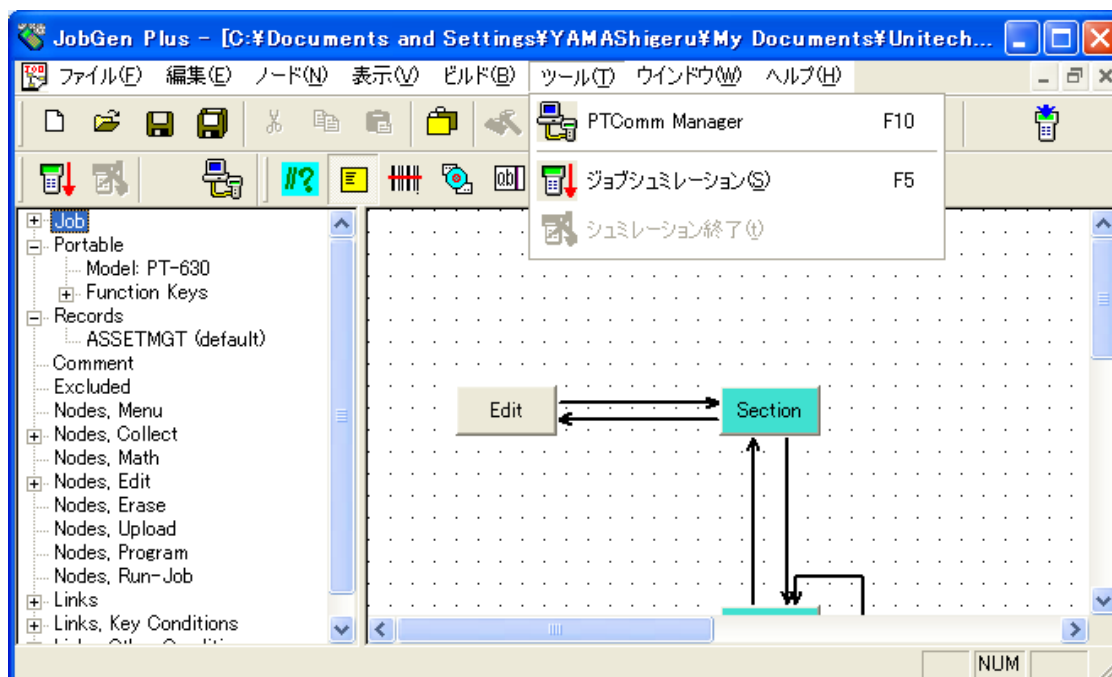 JobGen Plus - [C:¥Documents and Settings¥YAMAShigeru¥My Documents¥Unitech...
ファイル(F) 編集(E) ノード(N) 表示(V) ビルド(B) ツール(T) ウインドウ(W) ヘルプ(H)
PTComm Manager F10
ジョブシュミレーション(S) F5
シュミレーション終了(t)
Job
Portable
Model: PT-630
Function Keys
Records
ASSETMGT (default)
Comment
Excluded
Nodes, Menu
Nodes, Collect
Nodes, Math
Nodes, Edit
Nodes, Erase
Nodes, Upload
Nodes, Program
Nodes, Run-Job
Links
Links, Key Conditions
Edit
Section
NUM